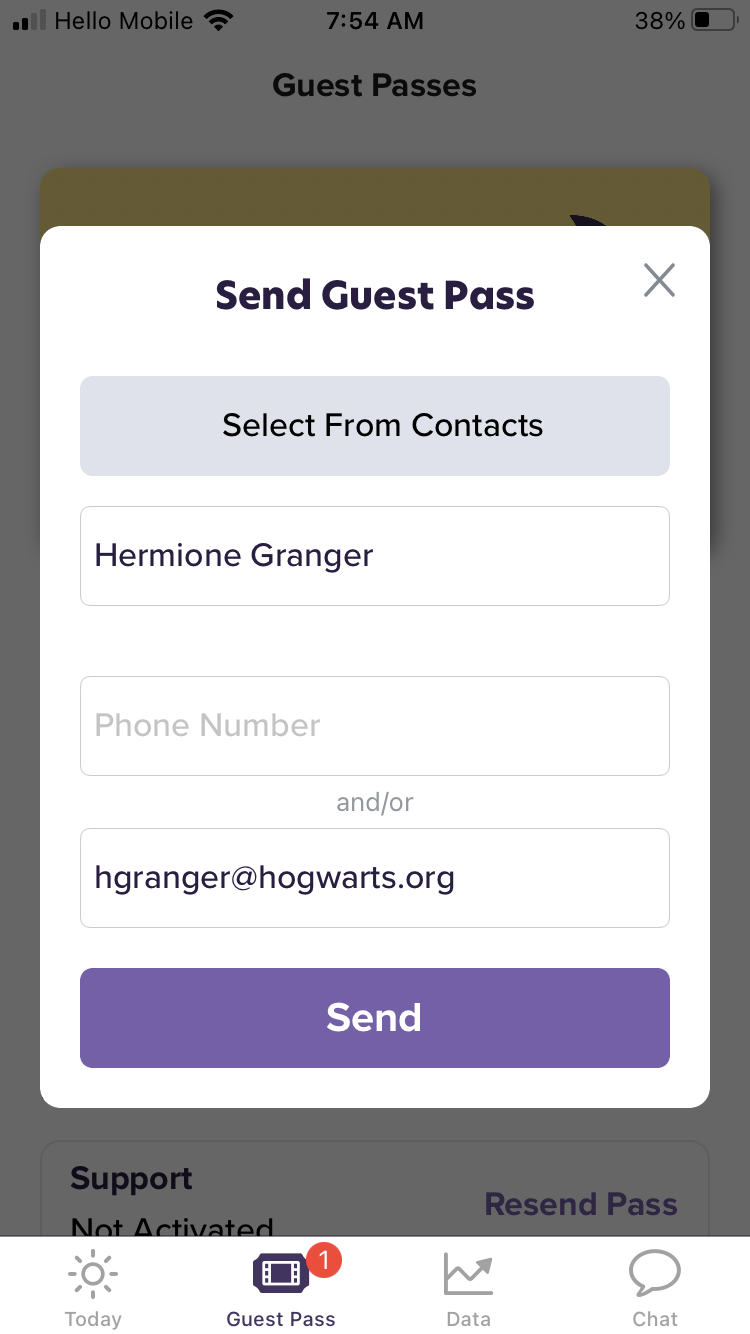 Hello Mobile 7:54 AM 38%
Guest Passes
Send Guest Pass
Select From Contacts
Hermione Granger
Phone Number
and/or
hgranger@hogwarts.org
Send
Support
Resend Pass
Not Activated
1
Today Guest Pass Data Chat